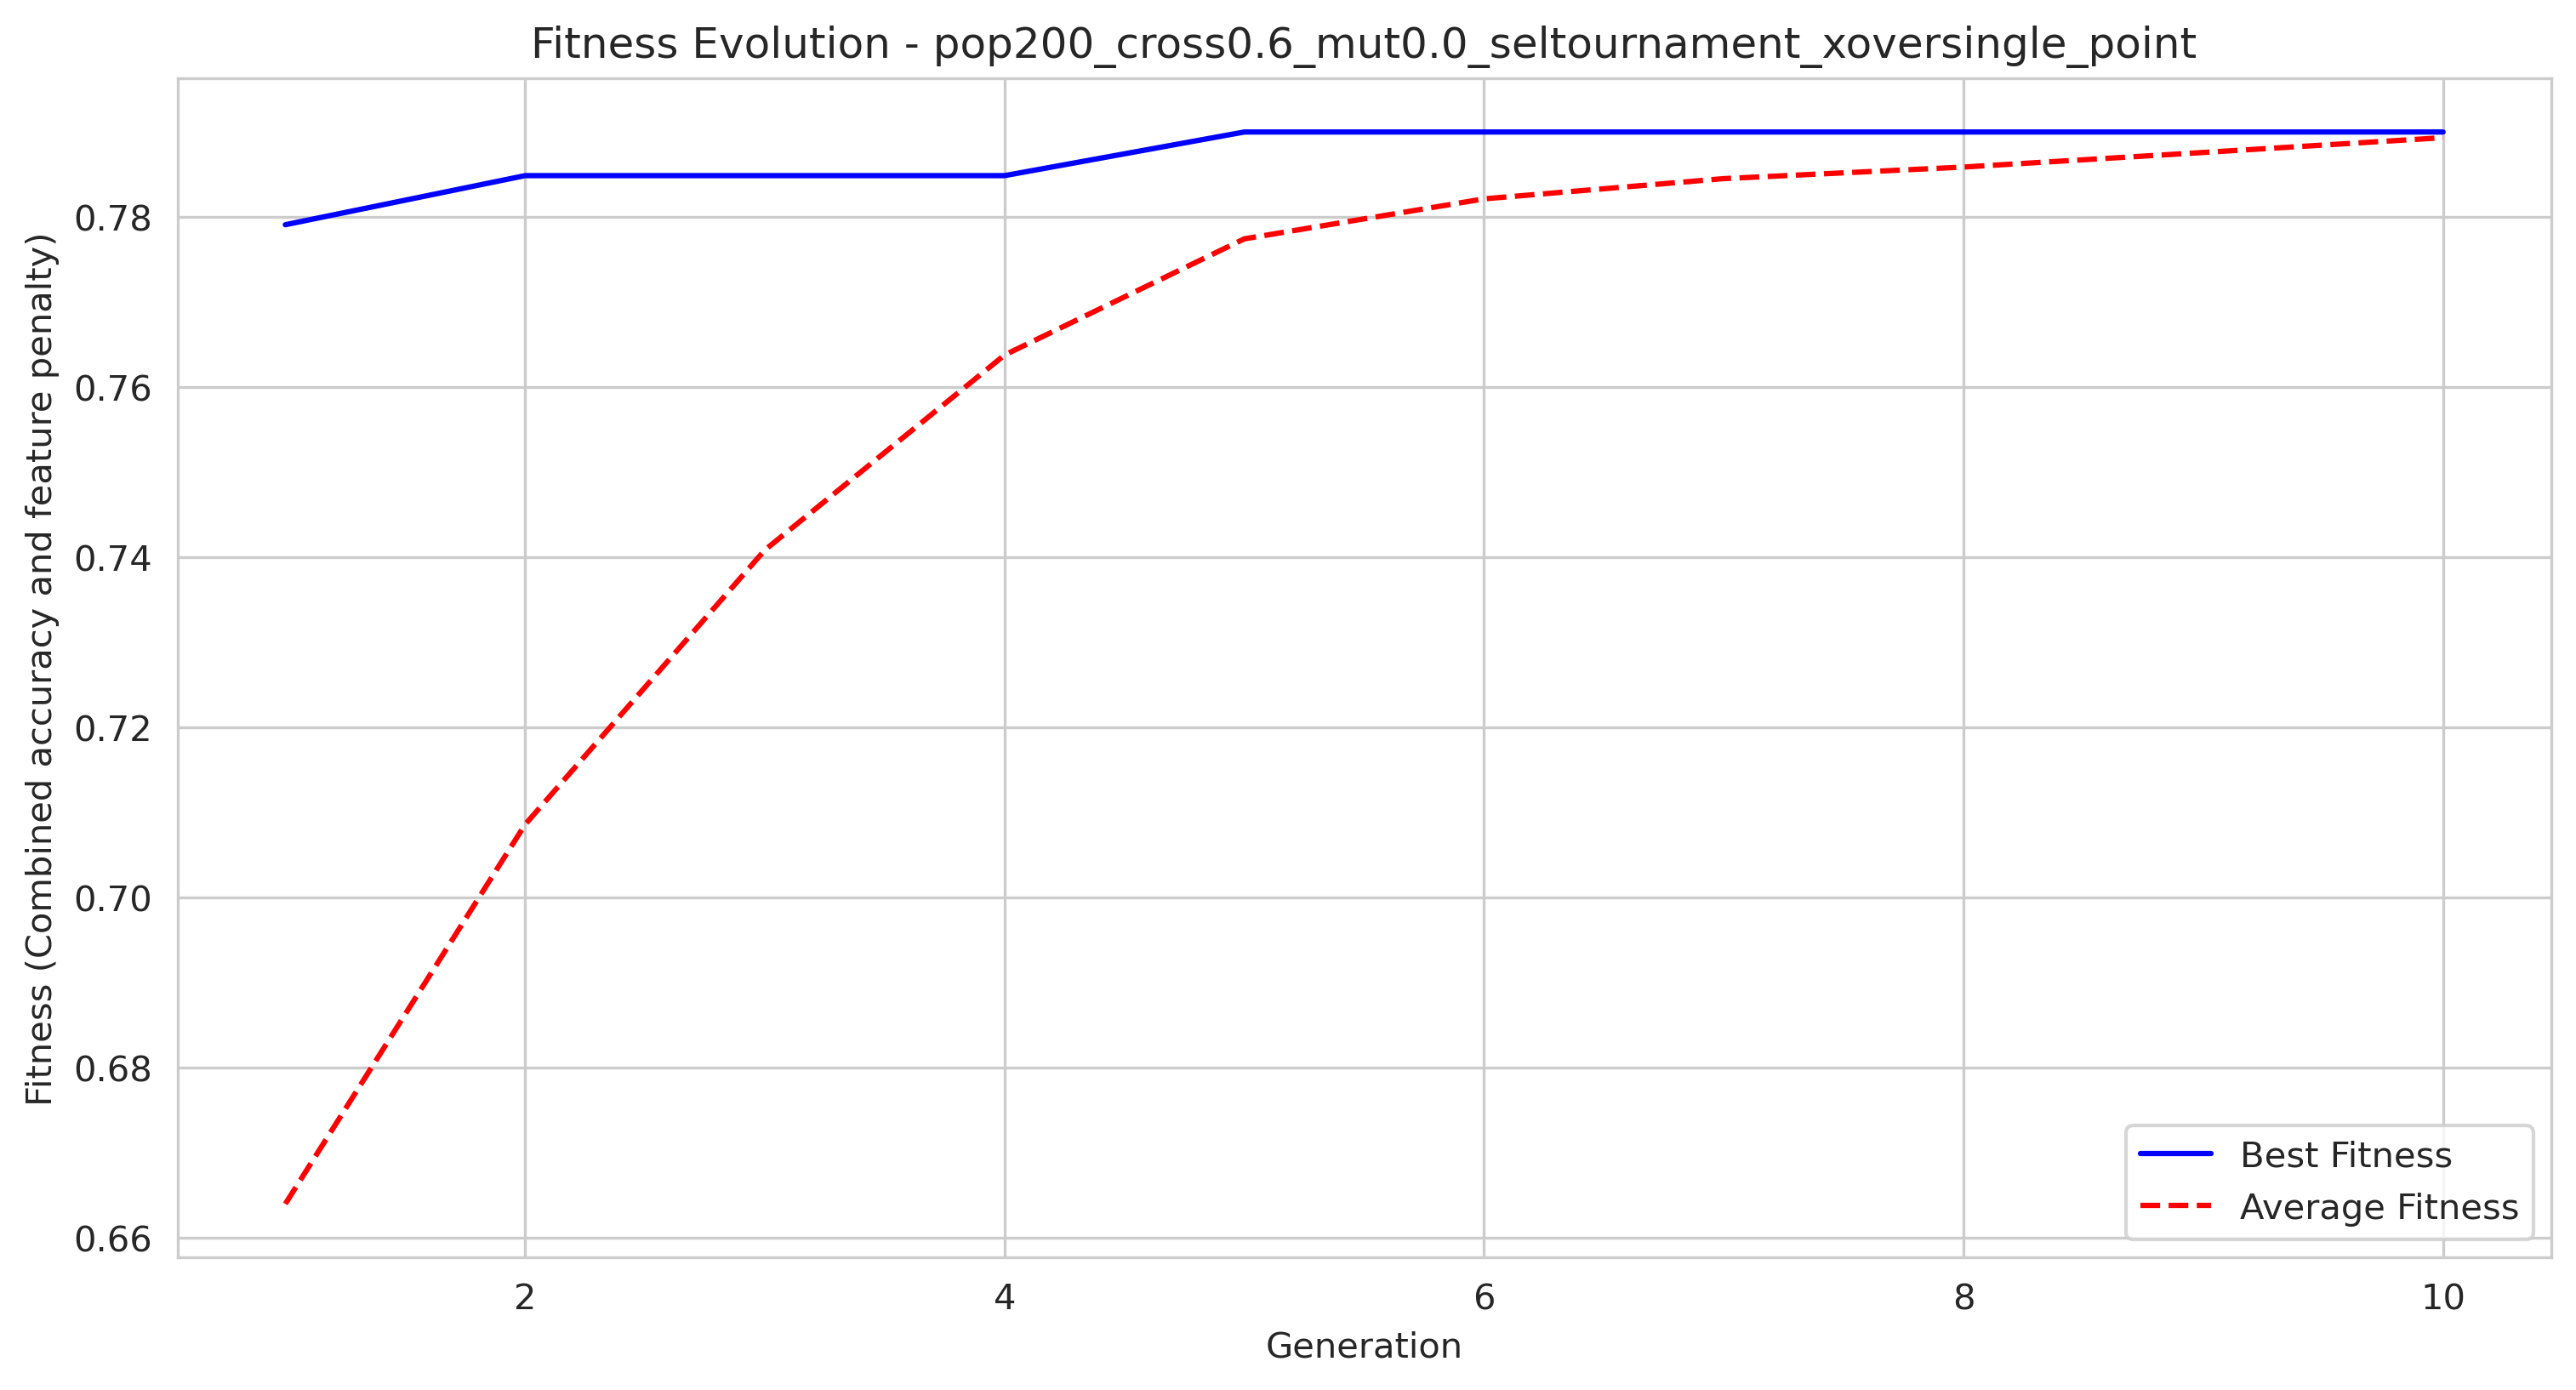 Fitness Evolution - pop200_cross0.6_mut0.0_seltournament_xoversingle_point
Fitness (Combined accuracy and feature penalty)
0.78
0.76
0.74
0.72
0.70
0.68
0.66
2 4 6 8 10
Generation
Best Fitness
Average Fitness